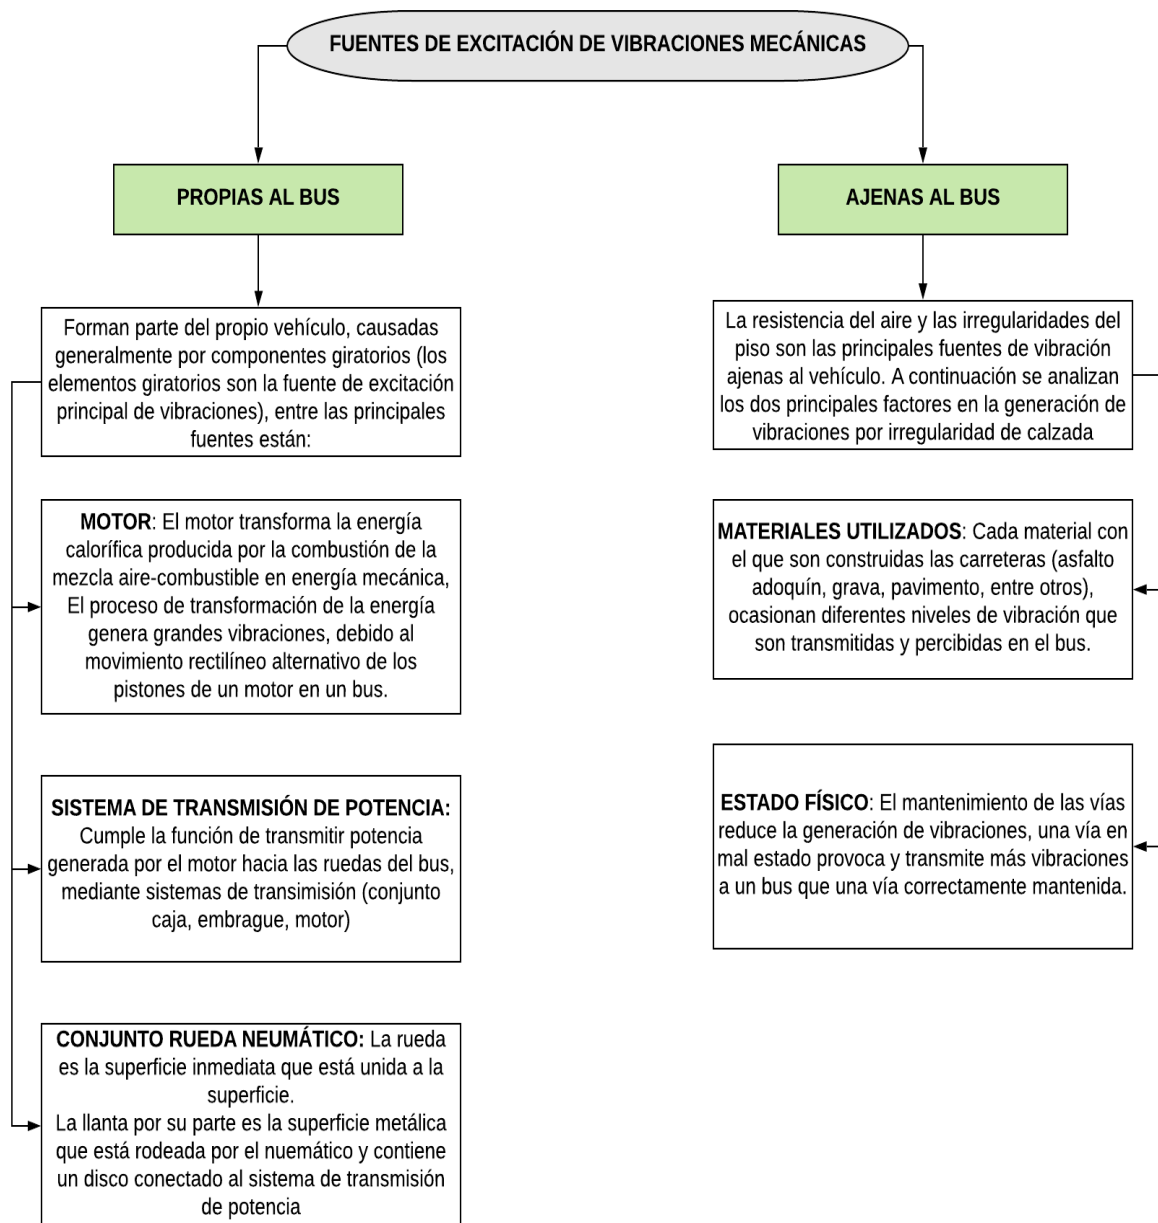 FUENTES DE EXCITACIÓN DE VIBRACIONES MECÁNICAS
PROPIAS AL BUS
Forman parte del propio vehículo, causadas
generalmente por componentes giratorios (los
elementos giratorios son la fuente de excitación
principal de vibraciones), entre las principales
fuentes están:
MOTOR: El motor transforma la energía
calorífica producida por la combustión de la
mezcla aire-combustible en energía mecánica,
El proceso de transformación de la energía
genera grandes vibraciones, debido al
movimiento rectilíneo alternativo de los
pistones de un motor en un bus.
SISTEMA DE TRANSMISIÓN DE POTENCIA:
Cumple la función de transmitir potencia
generada por el motor hacia las ruedas del bus,
mediante sistemas de transimisión (conjunto
caja, embrague, motor)
CONJUNTO RUEDA NEUMÁTICO: La rueda
es la superficie inmediata que está unida a la
superficie.
La llanta por su parte es la superficie metálica
que está rodeada por el nuemático y contiene
un disco conectado al sistema de transmisión
de potencia
AJENAS AL BUS
La resistencia del aire y las irregularidades del
piso son las principales fuentes de vibración
ajenas al vehículo. A continuación se analizan
los dos principales factores en la generación de
vibraciones por irregularidad de calzada
MATERIALES UTILIZADOS: Cada material con
el que son construidas las carreteras (asfalto
adoquín, grava, pavimento, entre otros),
ocasionan diferentes niveles de vibración que
son transmitidas y percibidas en el bus.
ESTADO FÍSICO: El mantenimiento de las vías
reduce la generación de vibraciones, una vía en
mal estado provoca y transmite más vibraciones
a un bus que una vía correctamente mantenida.